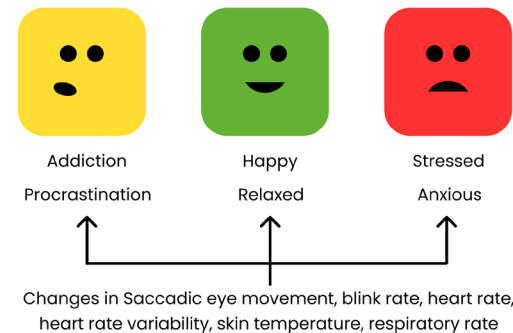 Addiction
Procrastination
Happy
Relaxed
Stressed
Anxious
Changes in Saccadic eye movement, blink rate, heart rate,
heart rate variability, skin temperature, respiratory rate